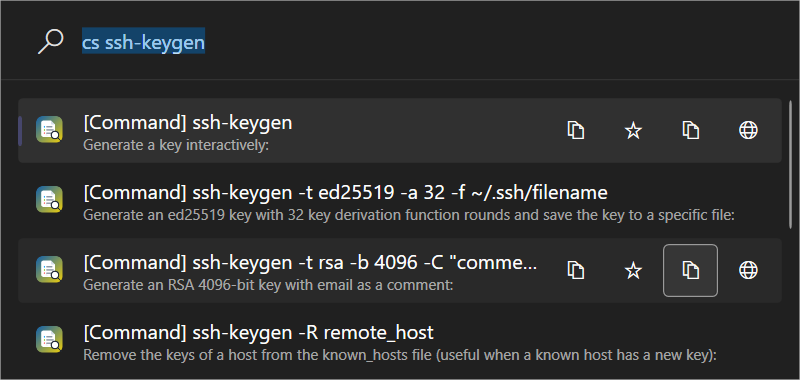 cs ssh-keygen
[Command] ssh-keygen
Generate a key interactively:
[Command] ssh-keygen -t ed25519 -a 32 -f ~/.ssh/filename
Generate an ed25519 key with 32 key derivation function rounds and save the key to a specific file:
[Command] ssh-keygen -t rsa -b 4096 -C "comme...
Generate an RSA 4096-bit key with email as a comment:
[Command] ssh-keygen -R remote_host
Remove the keys of a host from the known_hosts file (useful when a known host has a new key):